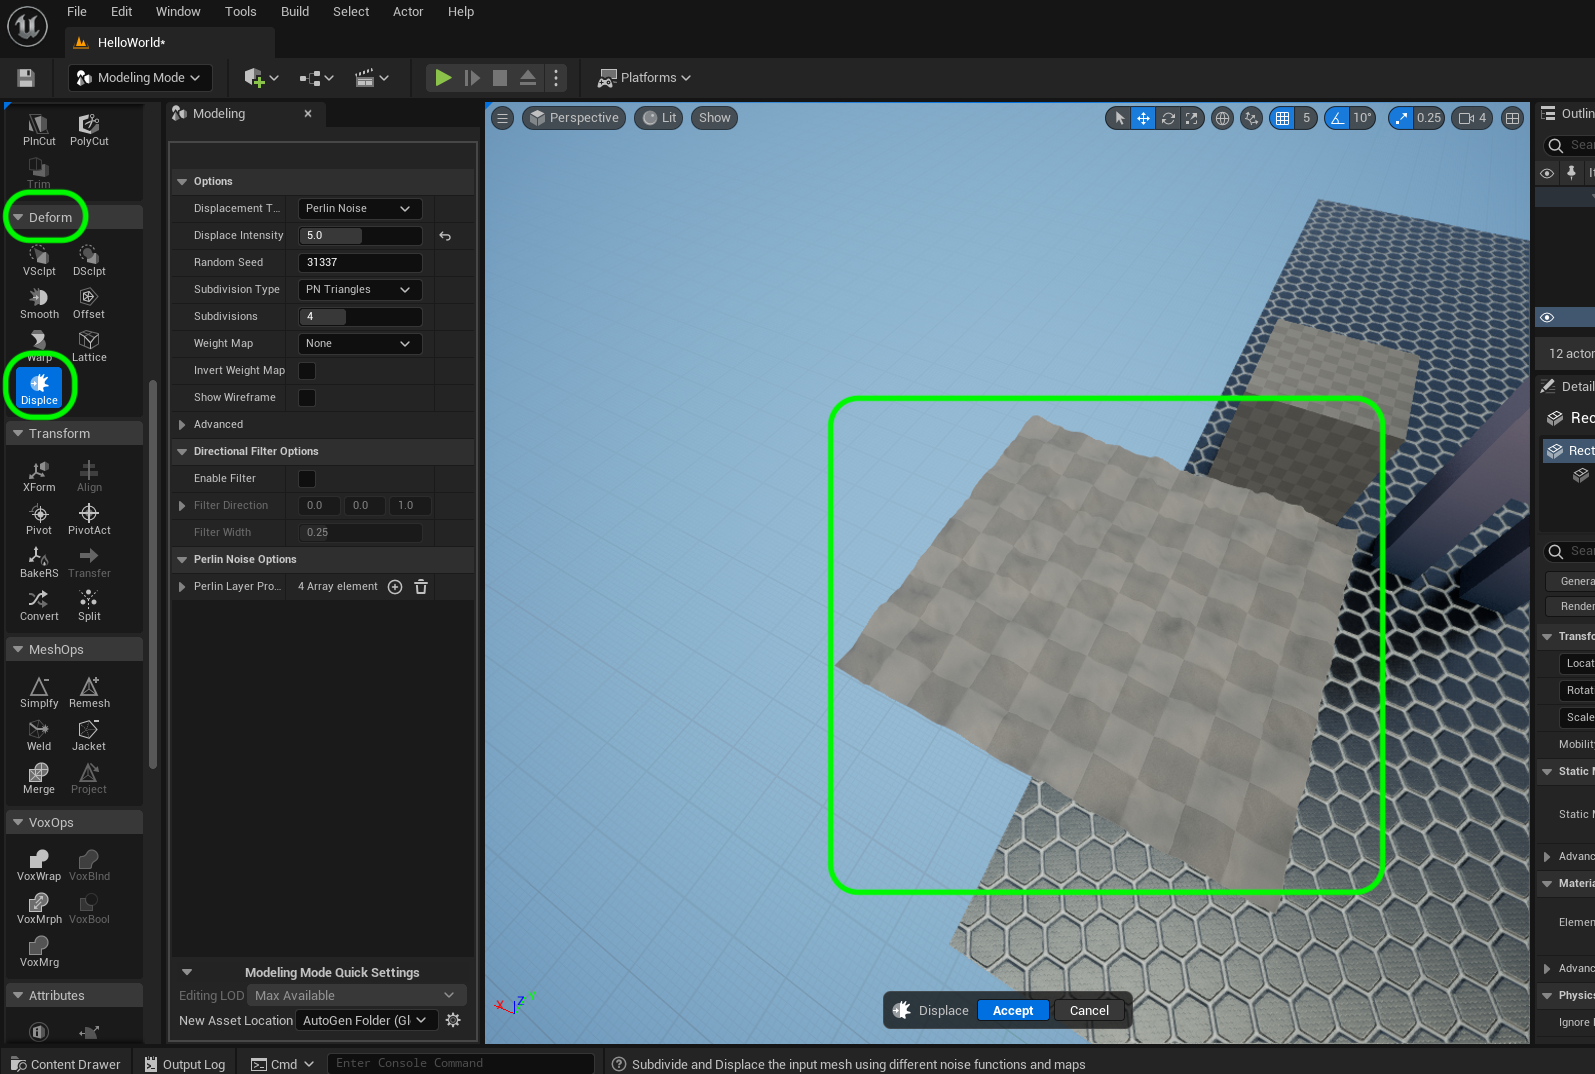 File Edit Window Tools Build Select Actor Help
HelloWorld*
Modeling Mode
Platforms
PlnCut PolyCut
Trim
Deform
VSclpt DSclpt
Smooth Offset
Warp Lattice
Displce
Transform
XForm Align
Pivot PivotAct
BakeRS Transfer
Convert Split
MeshOps
Simplfy Remesh
Weld Jacket
Merge Project
VoxOps
VoxWrap VoxBlnd
VoxMrph VoxBool
VoxMrg
Attributes
Modeling
Options
Displacement T... Perlin Noise
Displace Intensity 5.0
Random Seed 31337
Subdivision Type PN Triangles
Subdivisions 4
Weight Map None
Invert Weight Map
Show Wireframe
Advanced
Directional Filter Options
Enable Filter
Filter Direction 0.0 0.0 1.0
Filter Width 0.25
Perlin Noise Options
Perlin Layer Pro... 4 Array element
Modeling Mode Quick Settings
Editing LOD Max Available
New Asset Location AutoGen Folder (Gl
Perspective Lit Show
5 10° 0.25 4
X Z Y
Displace Accept Cancel
Outlin
Sea
It
12 actor
Detail
Rec
Rect
Sea
Genera
Render
Transfo
Locat
Rotat
Scale
Mobility
Static M
Static M
Advanc
Materia
Elemen
Advanc
Physics
Ignore
Content Drawer Output Log Cmd Enter Console Command Subdivide and Displace the input mesh using different noise functions and maps